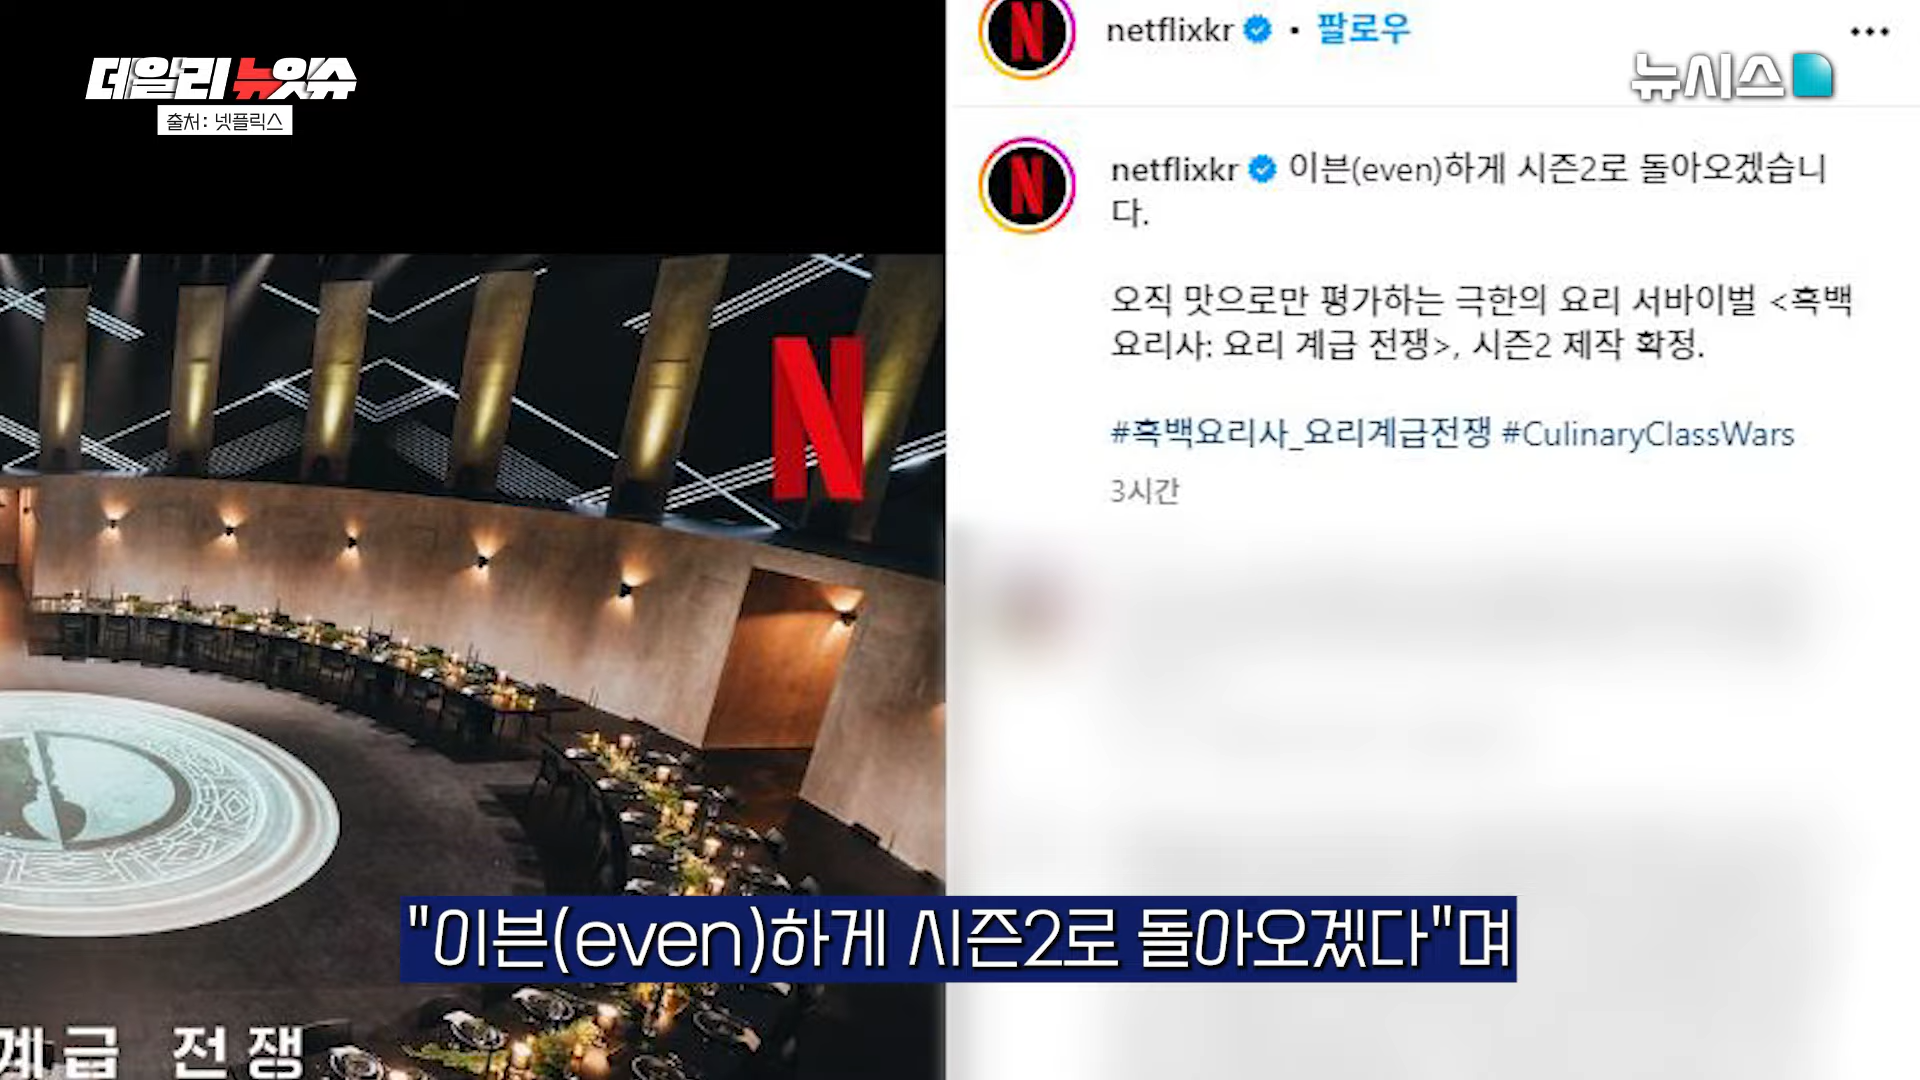 데일리 뉴잇슈
출처: 넷플릭스
뉴시스
netflixkr • 팔로우
netflixkr 이븐(even)하게 시즌2로 돌아오겠습니
다.
오직 맛으로만 평가하는 극한의 요리 서바이벌 <흑백
요리사: 요리 계급 전쟁>, 시즌2 제작 확정.
#흑백요리사_요리계급전쟁 #CulinaryClassWars
3시간
"이븐(even)하게 시즌2로 돌아오겠다"며
계급 전쟁